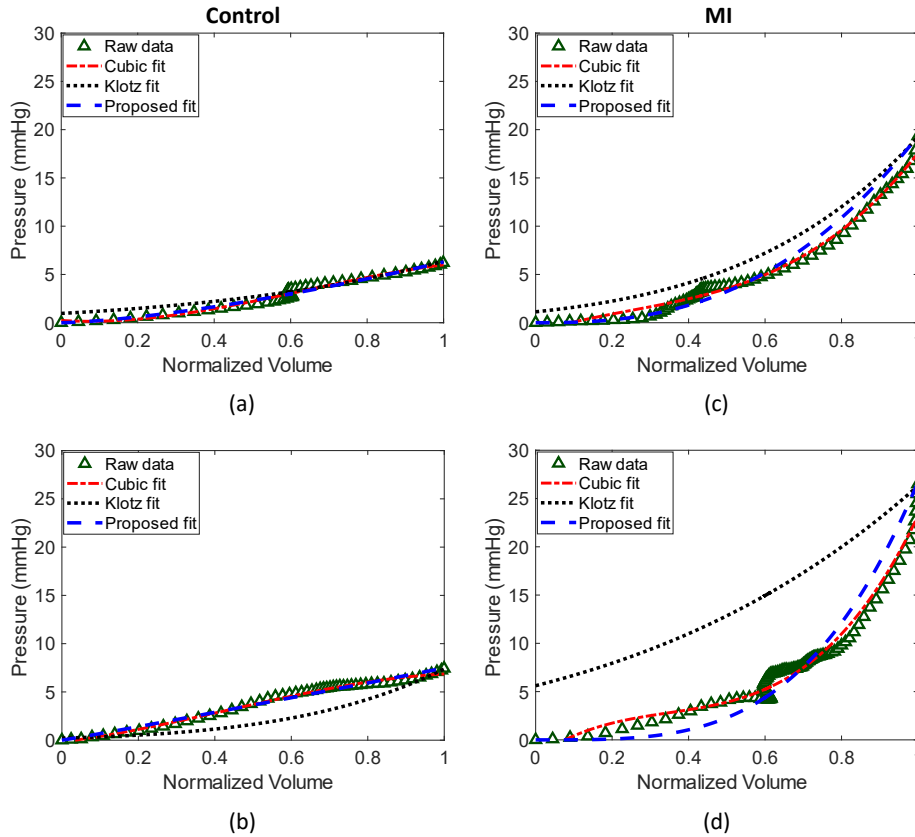 Control
MI
30
25
20
15
10
5
0
Pressure (mmHg)
Raw data
Cubic fit
Klotz fit
Proposed fit
0 0.2 0.4 0.6 0.8 1
Normalized Volume
(a)
30
25
20
15
10
5
0
Pressure (mmHg)
Raw data
Cubic fit
Klotz fit
Proposed fit
0 0.2 0.4 0.6 0.8
Normalized Volume
(c)
30
25
20
15
10
5
0
Pressure (mmHg)
Raw data
Cubic fit
Klotz fit
Proposed fit
0 0.2 0.4 0.6 0.8 1
Normalized Volume
(b)
30
25
20
15
10
5
0
Pressure (mmHg)
Raw data
Cubic fit
Klotz fit
Proposed fit
0 0.2 0.4 0.6 0.8
Normalized Volume
(d)